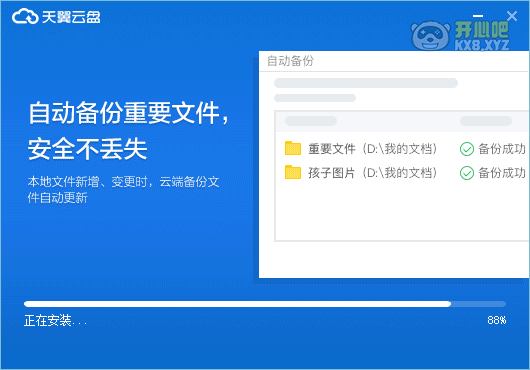 天翼云盘
开心吧
KX8.XYZ
自动备份
自动备份重要文件，
安全不丢失
本地文件新增、变更时，云端备份文
件自动更新
重要文件（D:\我的文档） 备份成功
孩子图片（D:\我的文档） 备份成功
正在安装... 88%